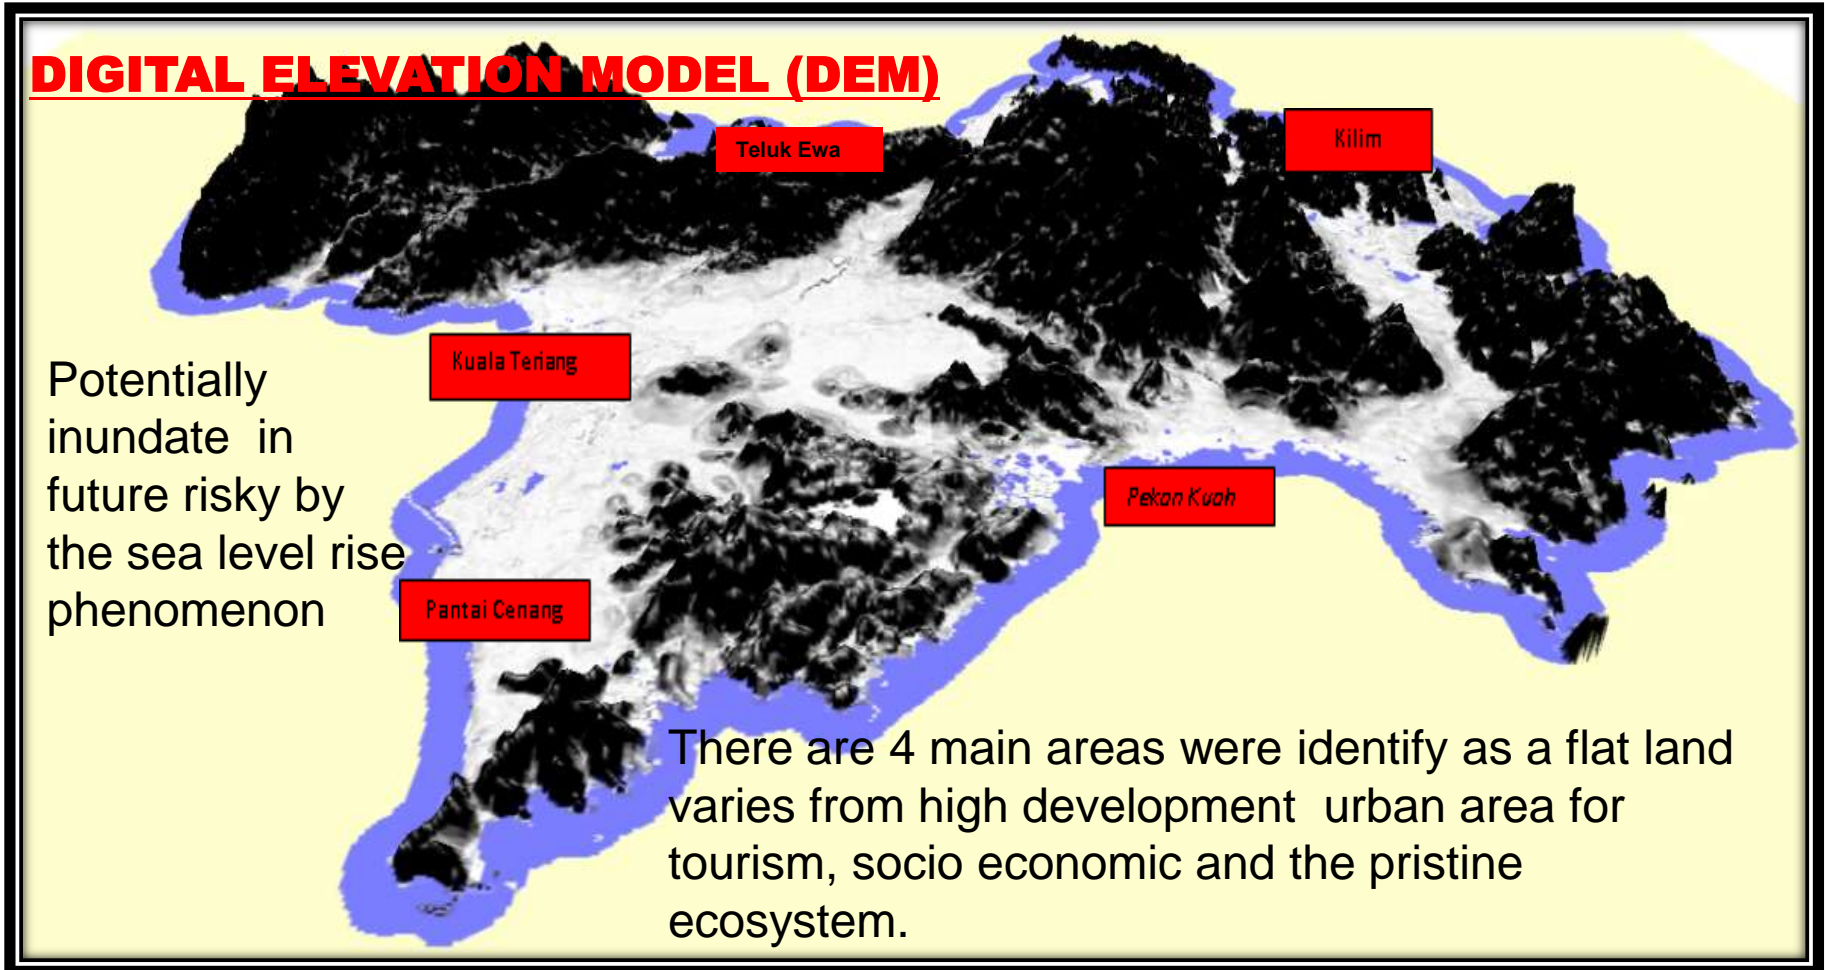 DIGITAL ELEVATION MODEL (DEM)
Teluk Ewa
Kilim
Kuala Teriang
Potentially
inundate in
future risky by
the sea level rise
phenomenon
Pekan Kuah
Pantai Cenang
There are 4 main areas were identify as a flat land
varies from high development urban area for
tourism, socio economic and the pristine
ecosystem.